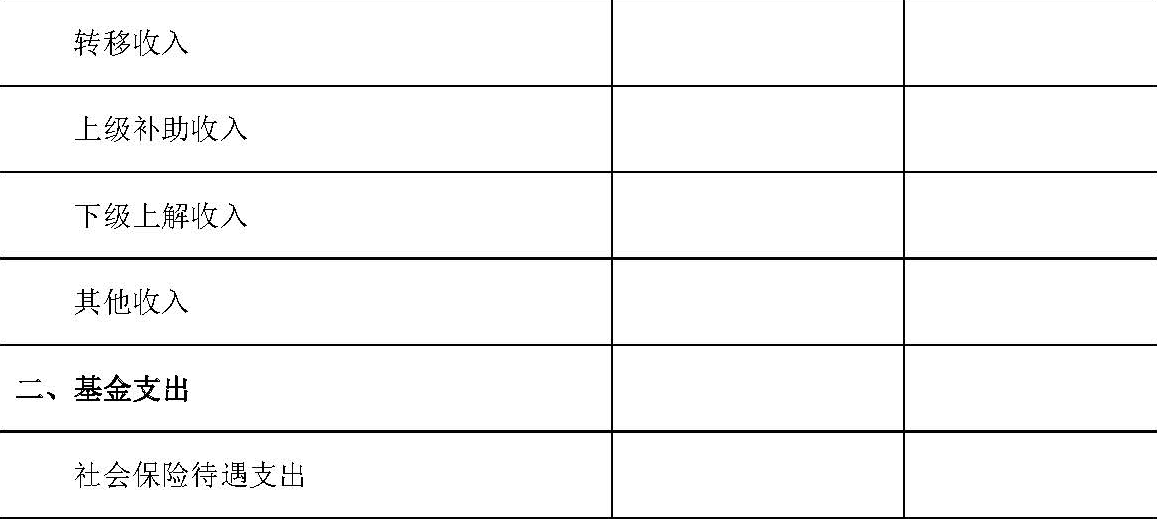 转移收入
上级补助收入
下级上解收入
其他收入
二、基金支出
社会保险待遇支出